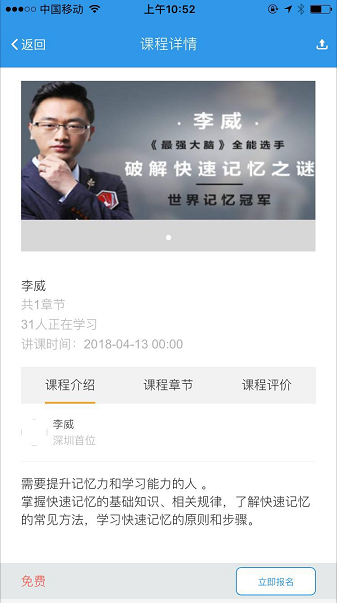 中国移动
上午10:52
返回
课程详情
·李威·
《最强大脑》全能选手
破解快速记忆之谜
世界记忆冠军
李威
共1章节
31人正在学习
讲课时间：2018-04-13 00:00
课程介绍
课程章节
课程评价
李威
深圳首位
需要提升记忆力和学习能力的人 。
掌握快速记忆的基础知识、相关规律，了解快速记忆
的常见方法，学习快速记忆的原则和步骤。
免费
立即报名